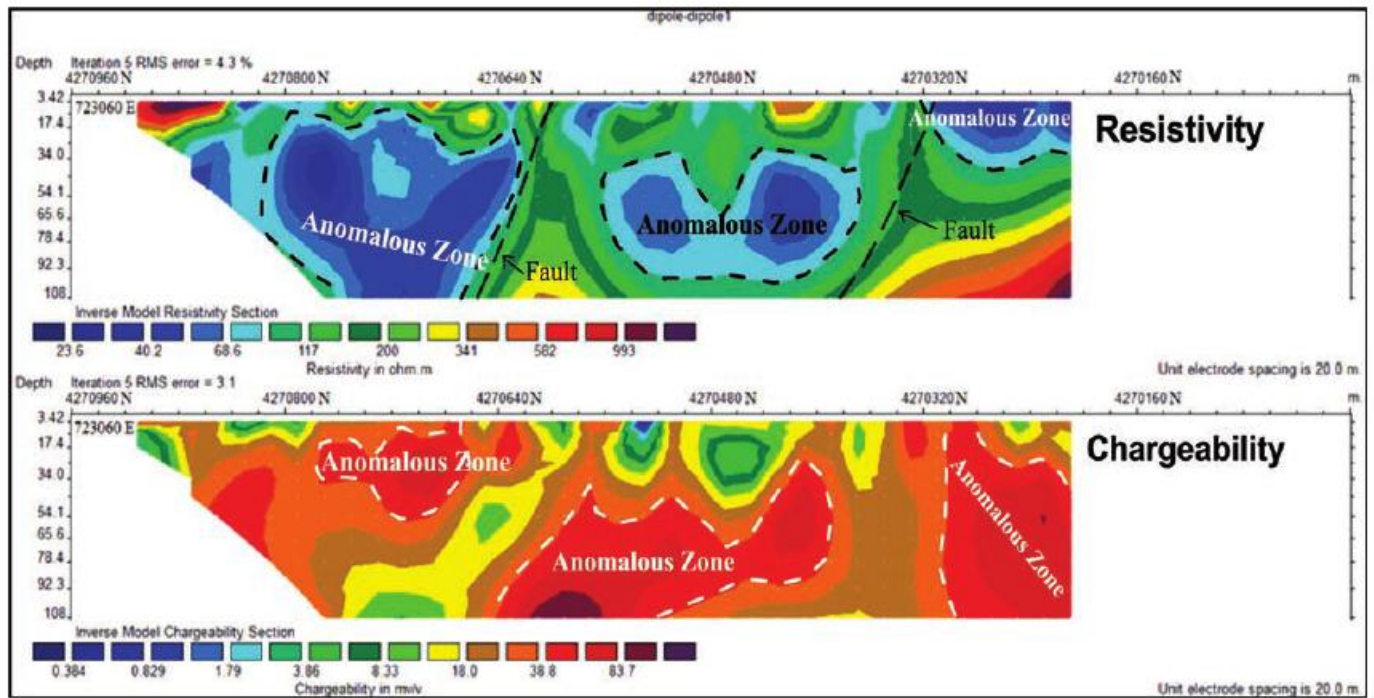 dipole-dipole1
Depth Iteration 5 RMS error = 4.3 %
4270960 N 4270800 N 4270640 N 4270480 N 4270320 N 4270160 N m.
3.42
723060 E
17.4
34.0
54.1
65.6
78.4
92.3
108.
Anomalous Zone
Anomalous Zone
Anomalous Zone
Fault
Fault
Resistivity
Inverse Model Resistivity Section
23.6 40.2 68.6 117 200 341 582 993
Resistivity in ohm.m
Unit electrode spacing is 20.0 m.
Depth Iteration 5 RMS error = 3.1
4270960 N 4270800 N 4270640 N 4270480 N 4270320 N 4270160 N m.
3.42
723060 E
17.4
34.0
54.1
65.6
78.4
92.3
108.
Anomalous Zone
Anomalous Zone
Anomalous Zone
Chargeability
Inverse Model Chargeability Section
0.384 0.829 1.79 3.86 8.33 18.0 38.8 83.7
Chargeability in mv/v
Unit electrode spacing is 20.0 m.